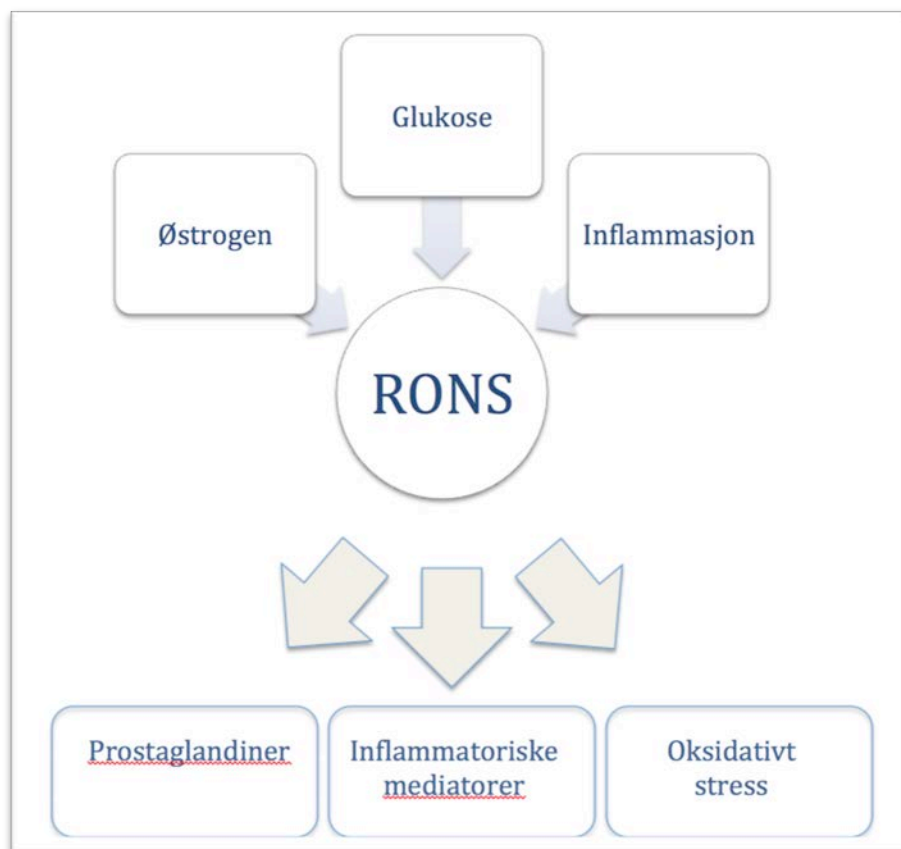 Glukose
Østrogen
Inflammasjon
RONS
Prostaglandiner
Inflammatoriske
mediatorer
Oksidativt
stress